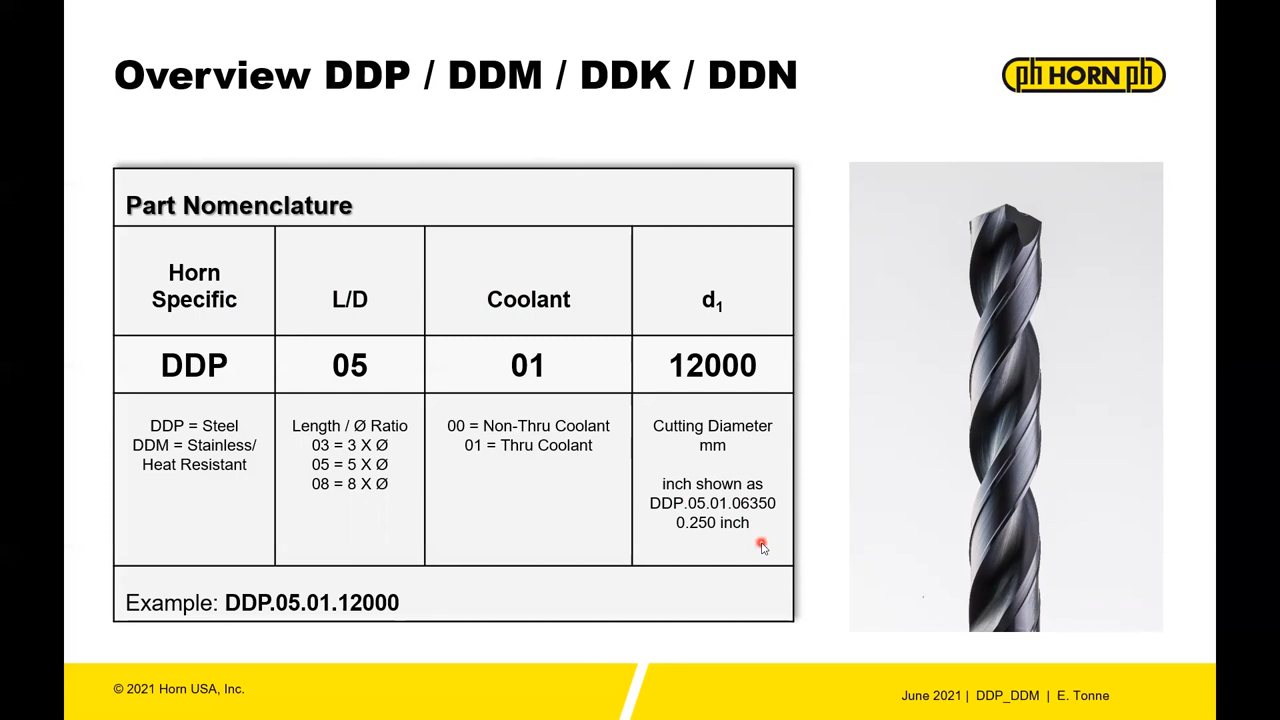 Overview DDP / DDM / DDK / DDN
ph HORN ph
Part Nomenclature
Horn
Specific
L/D
Coolant
d1
DDP
05
01
12000
DDP = Steel
DDM = Stainless/
Heat Resistant
Length / Ø Ratio
03 = 3 X Ø
05 = 5 X Ø
08 = 8 X Ø
00 = Non-Thru Coolant
01 = Thru Coolant
Cutting Diameter
mm
inch shown as
DDP.05.01.06350
0.250 inch
Example: DDP.05.01.12000
© 2021 Horn USA, Inc.
June 2021 | DDP_DDM | E. Tonne